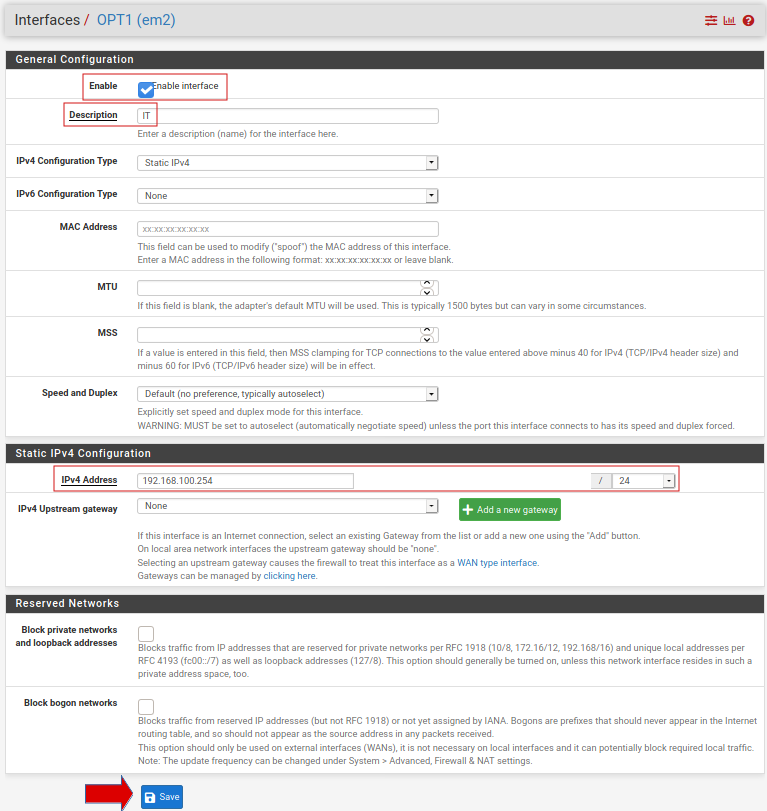 Interfaces / OPT1 (em2)
General Configuration
Enable
Enable interface
Description
IT
Enter a description (name) for the interface here.
IPv4 Configuration Type
Static IPv4
IPv6 Configuration Type
None
MAC Address
xx:xx:xx:xx:xx:xx
This field can be used to modify ("spoof") the MAC address of this interface.
Enter a MAC address in the following format: xx:xx:xx:xx:xx:xx or leave blank.
MTU
If this field is blank, the adapter's default MTU will be used. This is typically 1500 bytes but can vary in some circumstances.
MSS
If a value is entered in this field, then MSS clamping for TCP connections to the value entered above minus 40 for IPv4 (TCP/IPv4 header size) and
minus 60 for IPv6 (TCP/IPv6 header size) will be in effect.
Speed and Duplex
Default (no preference, typically autoselect)
Explicitly set speed and duplex mode for this interface.
WARNING: MUST be set to autoselect (automatically negotiate speed) unless the port this interface connects to has its speed and duplex forced.
Static IPv4 Configuration
IPv4 Address
192.168.100.254
/
24
IPv4 Upstream gateway
None
Add a new gateway
If this interface is an Internet connection, select an existing Gateway from the list or add a new one using the "Add" button.
On local area network interfaces the upstream gateway should be "none".
Selecting an upstream gateway causes the firewall to treat this interface as a WAN type interface.
Gateways can be managed by clicking here.
Reserved Networks
Block private networks
and loopback addresses
Blocks traffic from IP addresses that are reserved for private networks per RFC 1918 (10/8, 172.16/12, 192.168/16) and unique local addresses per
RFC 4193 (fc00::/7) as well as loopback addresses (127/8). This option should generally be turned on, unless this network interface resides in such a
private address space, too.
Block bogon networks
Blocks traffic from reserved IP addresses (but not RFC 1918) or not yet assigned by IANA. Bogons are prefixes that should never appear in the Internet
routing table, and so should not appear as the source address in any packets received.
This option should only be used on external interfaces (WANs), it is not necessary on local interfaces and it can potentially block required local traffic.
Note: The update frequency can be changed under System > Advanced, Firewall & NAT settings.
Save